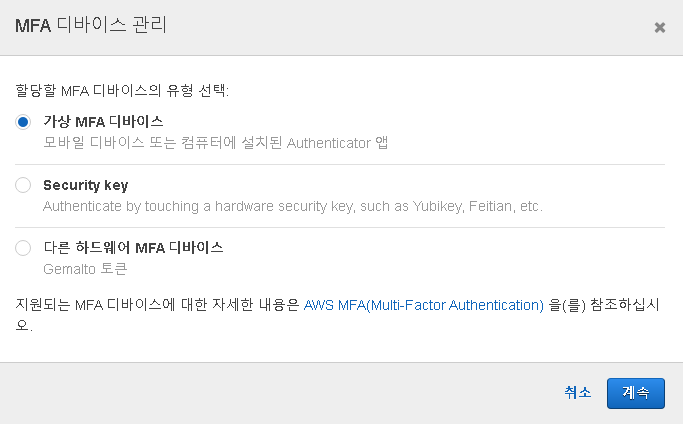 MFA 디바이스 관리
할당할 MFA 디바이스의 유형 선택:
가상 MFA 디바이스
모바일 디바이스 또는 컴퓨터에 설치된 Authenticator 앱
Security key
Authenticate by touching a hardware security key, such as Yubikey, Feitian, etc.
다른 하드웨어 MFA 디바이스
Gemalto 토큰
지원되는 MFA 디바이스에 대한 자세한 내용은 AWS MFA(Multi-Factor Authentication) 을(를) 참조하십시
오.
취소 계속